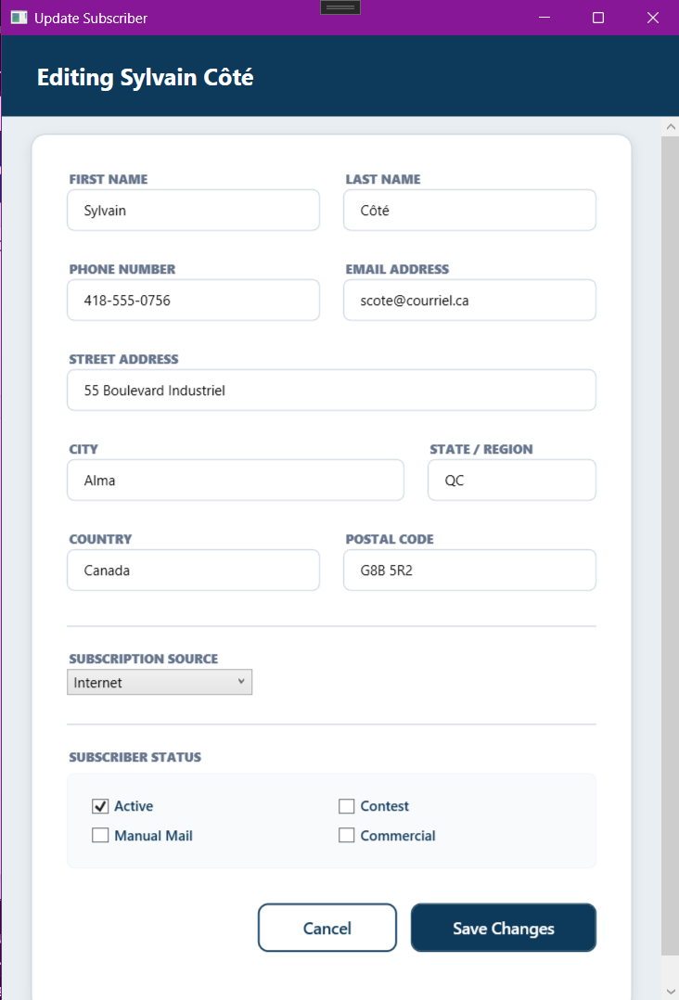 Update Subscriber
Editing Sylvain Côté
FIRST NAME LAST NAME
Sylvain Côté
PHONE NUMBER EMAIL ADDRESS
418-555-0756 scote@courriel.ca
STREET ADDRESS
55 Boulevard Industriel
CITY STATE / REGION
Alma QC
COUNTRY POSTAL CODE
Canada G8B 5R2
SUBSCRIPTION SOURCE
Internet
SUBSCRIBER STATUS
Active Contest
Manual Mail Commercial
Cancel Save Changes